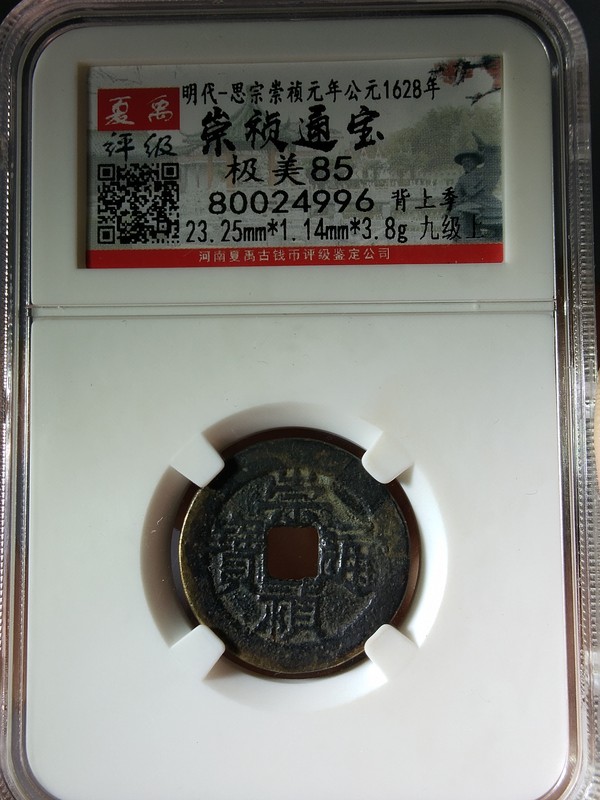 明代-思宗崇祯元年公元1628年
夏禹
评级
崇祯通宝
极美85
80024996 背上季
23.25mm*1.14mm*3.8g 九级上
河南夏禹古钱币评级鉴定公司
崇
寶 通
禎